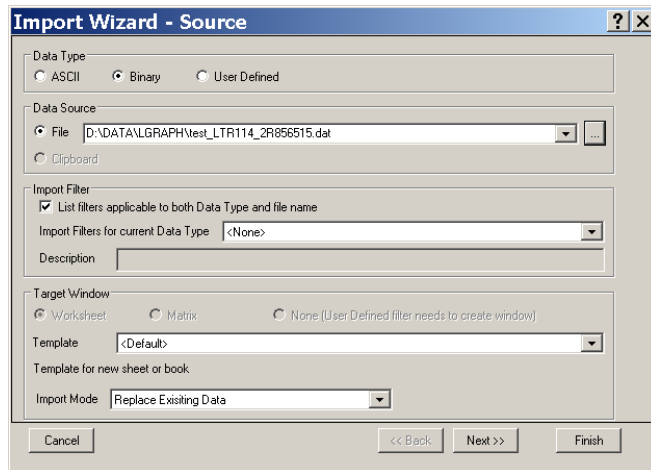 Import Wizard - Source
Data Type
ASCII Binary User Defined
Data Source
File D:\DATA\LGRAPH\test_LTR114_2R856515.dat ...
Clipboard
Import Filter
List filters applicable to both Data Type and file name
Import Filters for current Data Type <None>
Description
Target Window
Worksheet Matrix None (User Defined filter needs to create window)
Template <Default>
Template for new sheet or book
Import Mode Replace Exisiting Data
Cancel << Back Next >> Finish